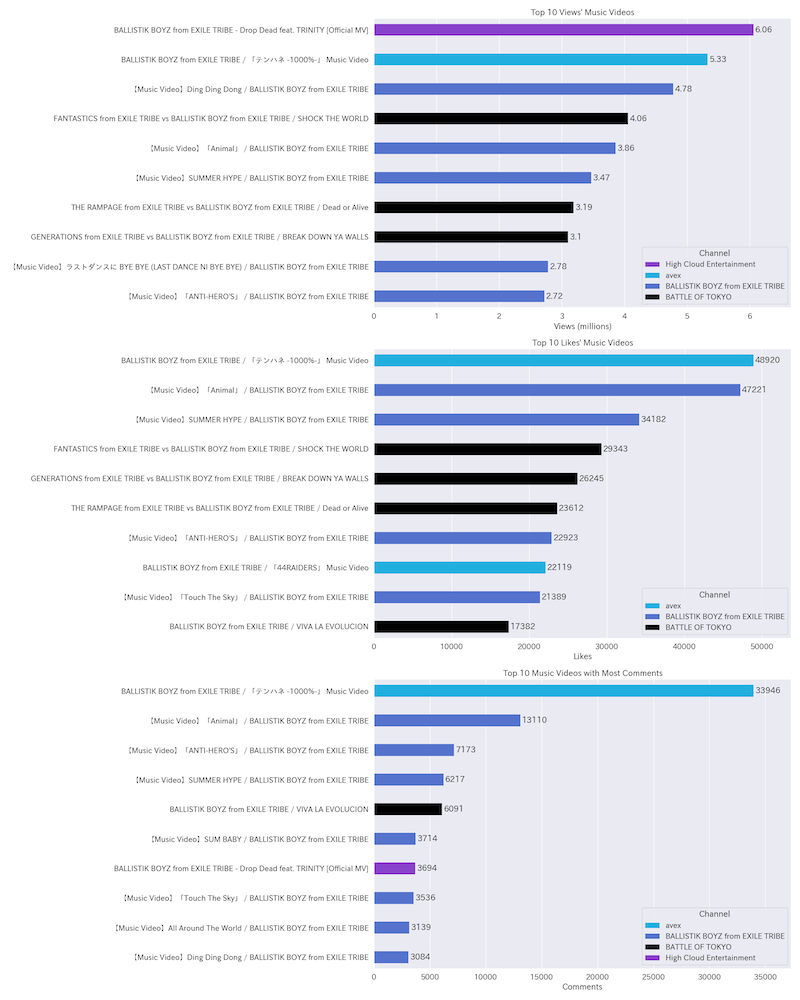 Top 10 Views' Music Videos
BALLISTIK BOYZ from EXILE TRIBE - Drop Dead feat. TRINITY [Official MV]
6.06
BALLISTIK BOYZ from EXILE TRIBE / 「テンハネ -1000%-」 Music Video
5.33
【Music Video】Ding Ding Dong / BALLISTIK BOYZ from EXILE TRIBE
4.78
FANTASTICS from EXILE TRIBE vs BALLISTIK BOYZ from EXILE TRIBE / SHOCK THE WORLD
4.06
【Music Video】「Animal」 / BALLISTIK BOYZ from EXILE TRIBE
3.86
【Music Video】SUMMER HYPE / BALLISTIK BOYZ from EXILE TRIBE
3.47
THE RAMPAGE from EXILE TRIBE vs BALLISTIK BOYZ from EXILE TRIBE / Dead or Alive
3.19
GENERATIONS from EXILE TRIBE vs BALLISTIK BOYZ from EXILE TRIBE / BREAK DOWN YA WALLS
3.1
【Music Video】ラストダンスに BYE BYE (LAST DANCE NI BYE BYE) / BALLISTIK BOYZ from EXILE TRIBE
2.78
【Music Video】「ANTI-HERO'S」 / BALLISTIK BOYZ from EXILE TRIBE
2.72
Channel
High Cloud Entertainment
avex
BALLISTIK BOYZ from EXILE TRIBE
BATTLE OF TOKYO
0 1 2 3 4 5 6
Views (millions)
Top 10 Likes' Music Videos
BALLISTIK BOYZ from EXILE TRIBE / 「テンハネ -1000%-」 Music Video
48920
【Music Video】「Animal」 / BALLISTIK BOYZ from EXILE TRIBE
47221
【Music Video】SUMMER HYPE / BALLISTIK BOYZ from EXILE TRIBE
34182
FANTASTICS from EXILE TRIBE vs BALLISTIK BOYZ from EXILE TRIBE / SHOCK THE WORLD
29343
GENERATIONS from EXILE TRIBE vs BALLISTIK BOYZ from EXILE TRIBE / BREAK DOWN YA WALLS
26245
THE RAMPAGE from EXILE TRIBE vs BALLISTIK BOYZ from EXILE TRIBE / Dead or Alive
23612
【Music Video】「ANTI-HERO'S」 / BALLISTIK BOYZ from EXILE TRIBE
22923
BALLISTIK BOYZ from EXILE TRIBE / 「44RAIDERS」 Music Video
22119
【Music Video】「Touch The Sky」 / BALLISTIK BOYZ from EXILE TRIBE
21389
BALLISTIK BOYZ from EXILE TRIBE / VIVA LA EVOLUCION
17382
Channel
avex
BALLISTIK BOYZ from EXILE TRIBE
BATTLE OF TOKYO
0 10000 20000 30000 40000 50000
Likes
Top 10 Music Videos with Most Comments
BALLISTIK BOYZ from EXILE TRIBE / 「テンハネ -1000%-」 Music Video
33946
【Music Video】「Animal」 / BALLISTIK BOYZ from EXILE TRIBE
13110
【Music Video】「ANTI-HERO'S」 / BALLISTIK BOYZ from EXILE TRIBE
7173
【Music Video】SUMMER HYPE / BALLISTIK BOYZ from EXILE TRIBE
6217
BALLISTIK BOYZ from EXILE TRIBE / VIVA LA EVOLUCION
6091
【Music Video】SUM BABY / BALLISTIK BOYZ from EXILE TRIBE
3714
BALLISTIK BOYZ from EXILE TRIBE - Drop Dead feat. TRINITY [Official MV]
3694
【Music Video】「Touch The Sky」 / BALLISTIK BOYZ from EXILE TRIBE
3536
【Music Video】All Around The World / BALLISTIK BOYZ from EXILE TRIBE
3139
【Music Video】Ding Ding Dong / BALLISTIK BOYZ from EXILE TRIBE
3084
Channel
avex
BALLISTIK BOYZ from EXILE TRIBE
BATTLE OF TOKYO
High Cloud Entertainment
0 5000 10000 15000 20000 25000 30000 35000
Comments